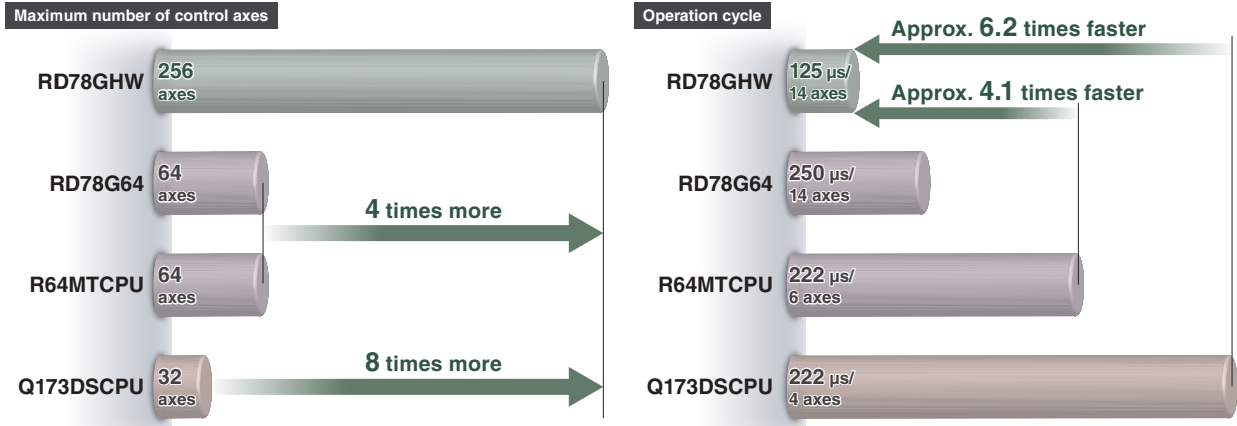 Maximum number of control axes
RD78GHW
256
axes
RD78G64
64
axes
4 times more
R64MTCPU
64
axes
Q173DSCPU
32
axes
8 times more
Operation cycle
Approx. 6.2 times faster
RD78GHW
125 µs/
14 axes
Approx. 4.1 times faster
RD78G64
250 µs/
14 axes
R64MTCPU
222 µs/
6 axes
Q173DSCPU
222 µs/
4 axes